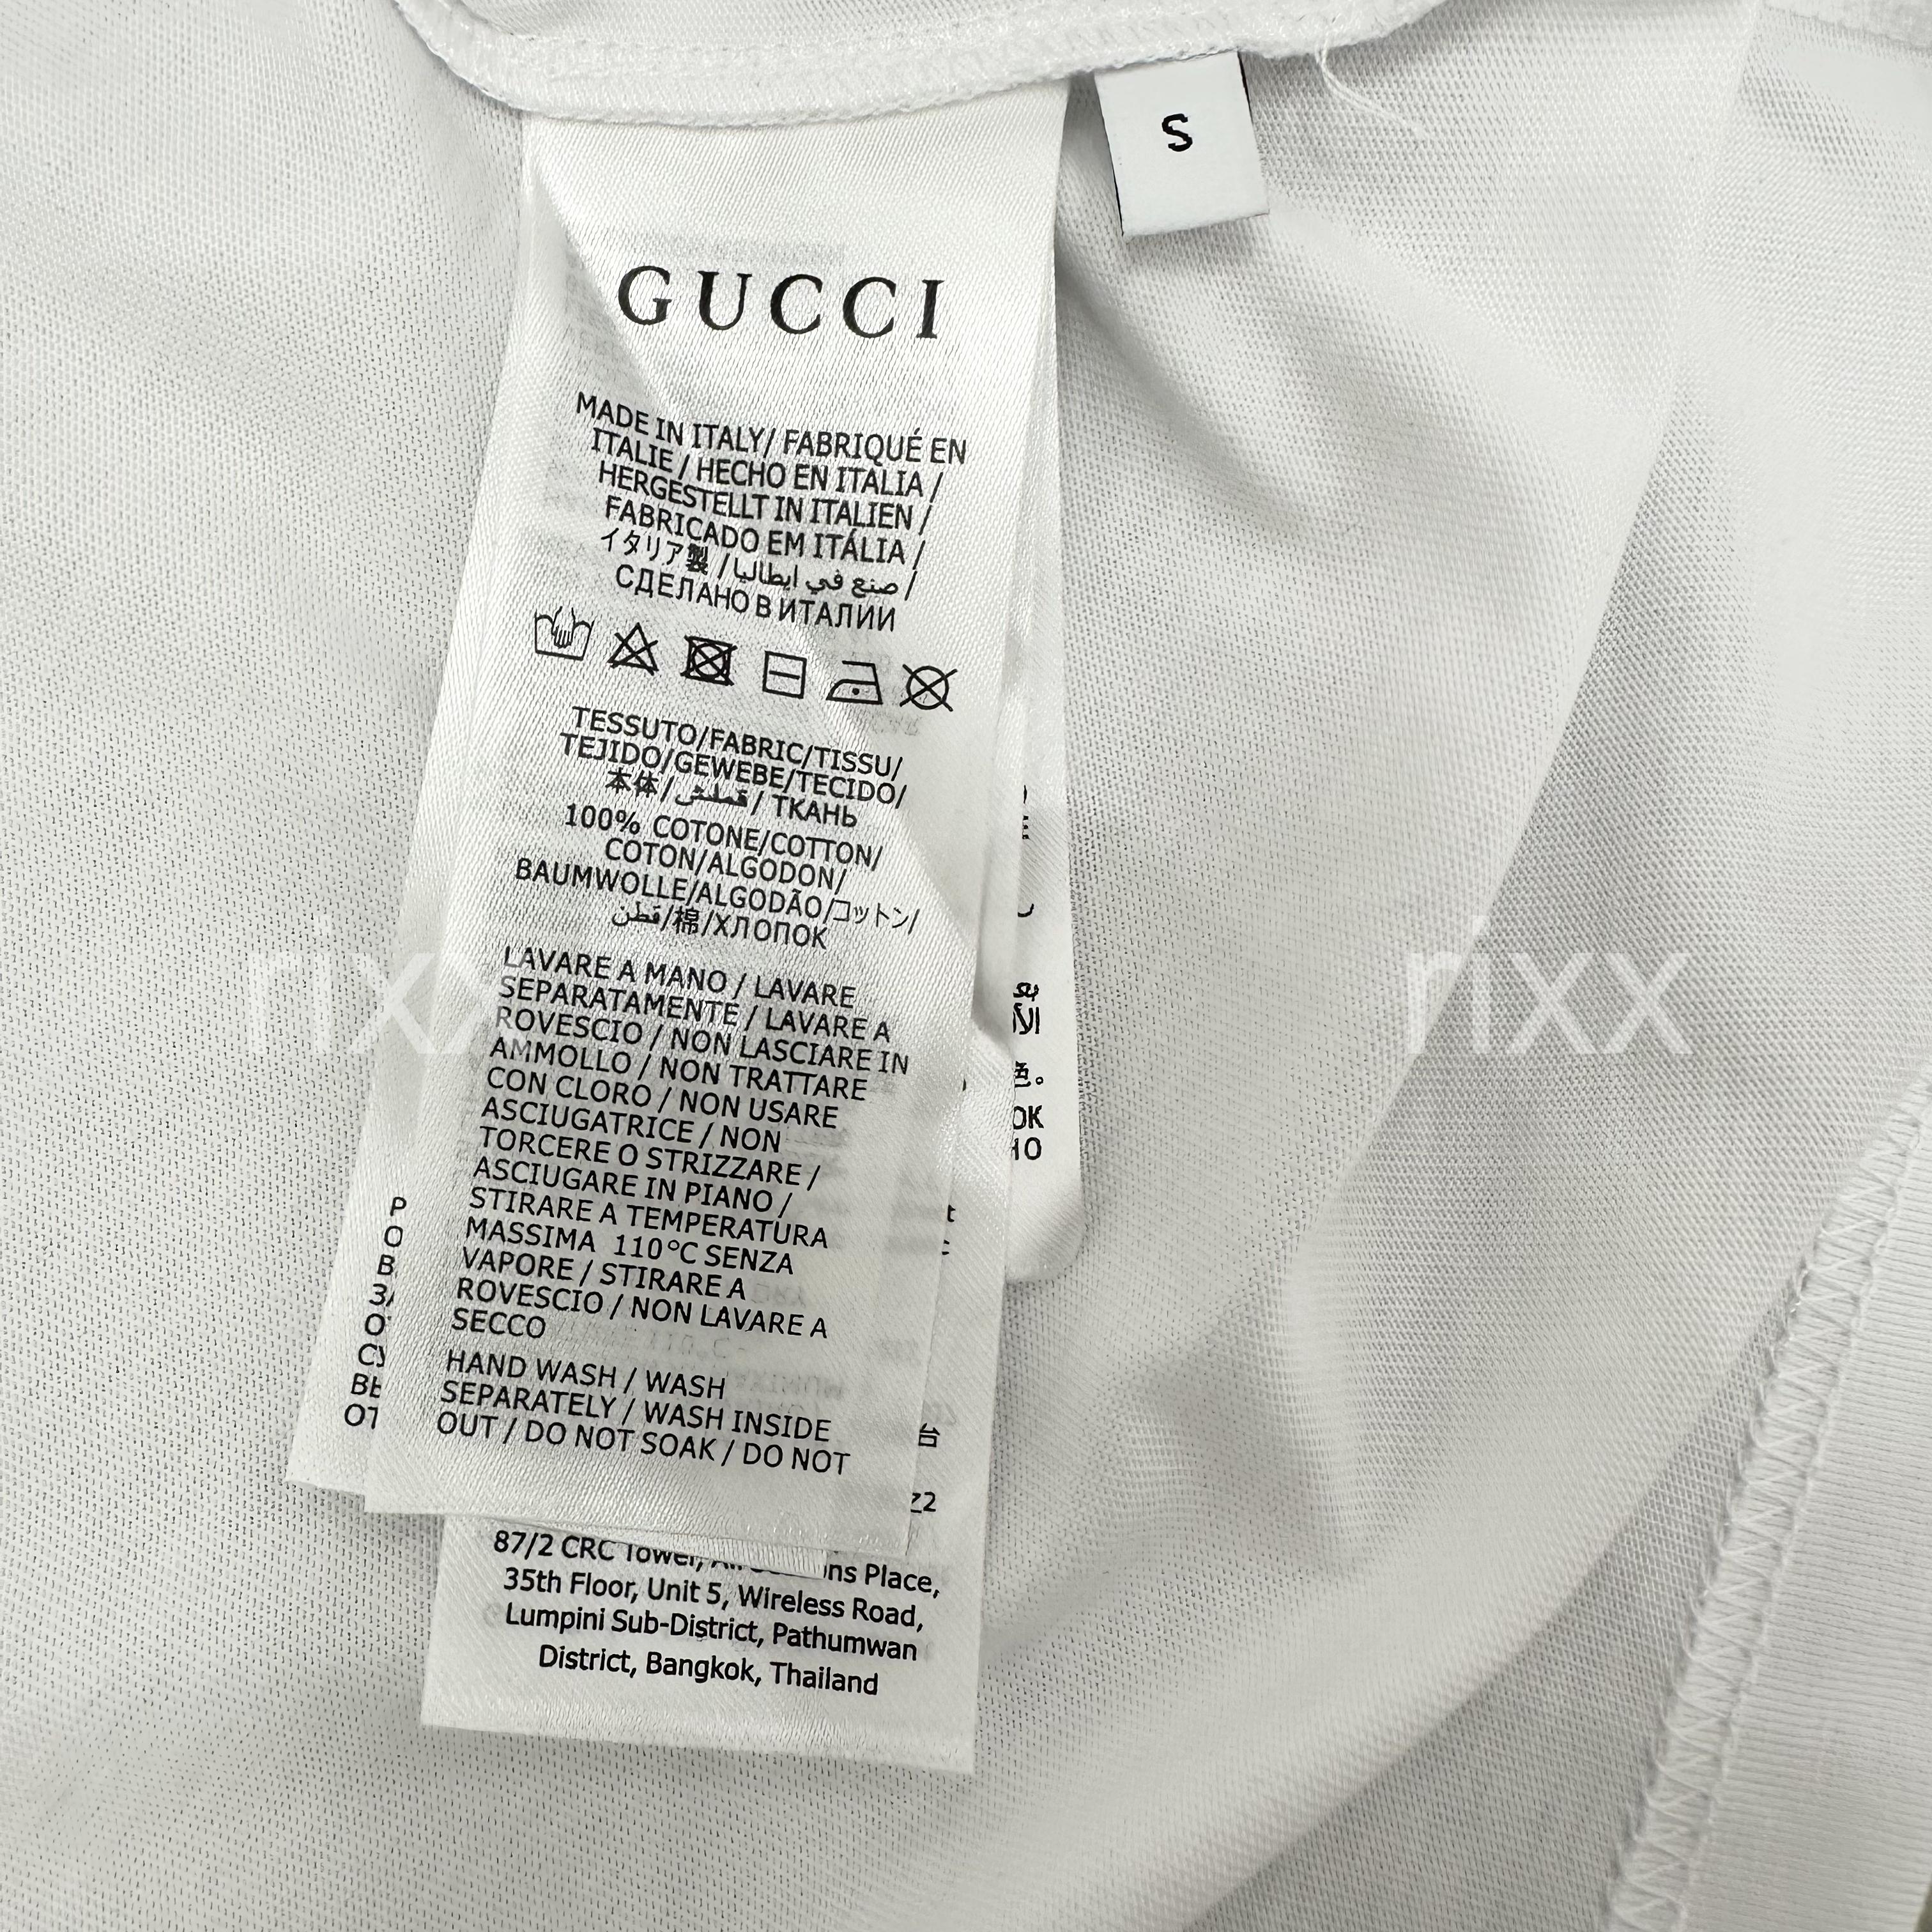 S
GUCCI
MADE IN ITALY/ FABRIQUÉ EN
ITALIE / HECHO EN ITALIA /
HERGESTELLT IN ITALIEN /
FABRICADO EM ITÁLIA /
イタリア製 / صنع في ايطاليا /
СДЕЛАНО В ИТАЛИИ
TESSUTO/FABRIC/TISSU/
TEJIDO/GEWEBE/TECIDO/
本体/قطش/ ТКАНЬ
100% COTONE/COTTON/
COTON/ALGODON/
BAUMWOLLE/ALGODÃO/コットン/
قطن/棉/ХЛОПОК
LAVARE A MANO / LAVARE
SEPARATAMENTE / LAVARE A
ROVESCIO / NON LASCIARE IN
AMMOLLO / NON TRATTARE
CON CLORO / NON USARE
ASCIUGATRICE / NON
TORCERE O STRIZZARE /
ASCIUGARE IN PIANO /
STIRARE A TEMPERATURA
MASSIMA 110°C SENZA
VAPORE / STIRARE A
ROVESCIO / NON LAVARE A
SECCO
HAND WASH / WASH
SEPARATELY / WASH INSIDE
OUT / DO NOT SOAK / DO NOT
87/2 CRC Tower, Place,
35th Floor, Unit 5, Wireless Road,
Lumpini Sub-District, Pathumwan
District, Bangkok, Thailand
rixx
rixx